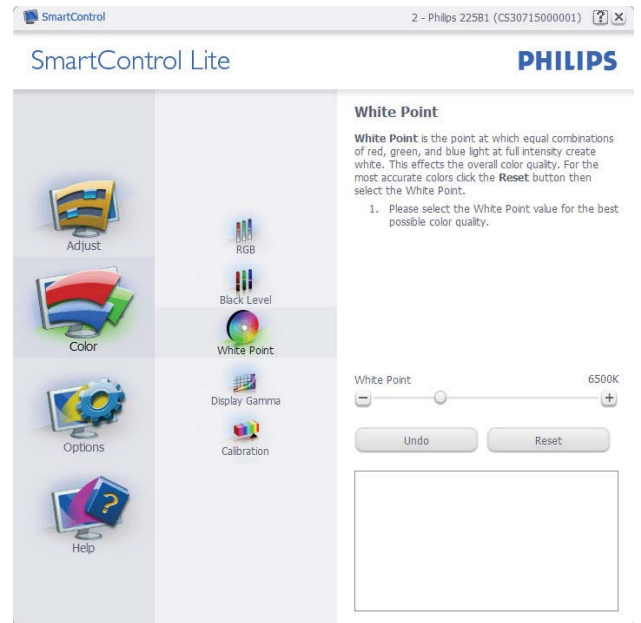 SmartControl
2 - Philips 225B1 (CS30715000001)
?
SmartControl Lite
PHILIPS
Adjust
Color
Options
Help
RGB
Black Level
White Point
Display Gamma
Calibration
White Point
White Point is the point at which equal combinations
of red, green, and blue light at full intensity create
white. This effects the overall color quality. For the
most accurate colors click the Reset button then
select the White Point.
1. Please select the White Point value for the best
possible color quality.
White Point 6500K
Undo
Reset